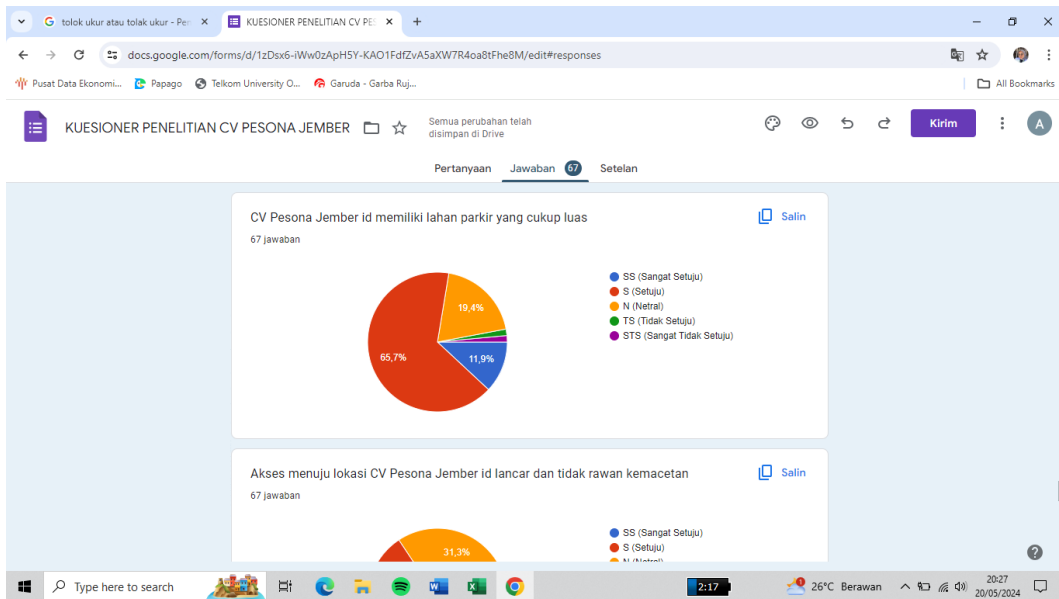 tolok ukur atau tolak ukur - Per
KUESIONER PENELITIAN CV PES
docs.google.com/forms/d/1zDsx6-iWw0zApH5Y-KAO1FdfZvA5aXW7R4oa8tFhe8M/edit#responses
Pusat Data Ekonomi...
Papago
Telkom University O...
Garuda - Garba Ruj...
All Bookmarks
KUESIONER PENELITIAN CV PESONA JEMBER
Semua perubahan telah
disimpan di Drive
Kirim
A
Pertanyaan
Jawaban 67
Setelan
CV Pesona Jember id memiliki lahan parkir yang cukup luas
Salin
67 jawaban
SS (Sangat Setuju)
S (Setuju)
N (Netral)
TS (Tidak Setuju)
STS (Sangat Tidak Setuju)
19,4%
65,7%
11,9%
Akses menuju lokasi CV Pesona Jember id lancar dan tidak rawan kemacetan
Salin
67 jawaban
SS (Sangat Setuju)
S (Setuju)
N (Netral)
31,3%
Type here to search
2:17
26°C Berawan
20:27
20/05/2024